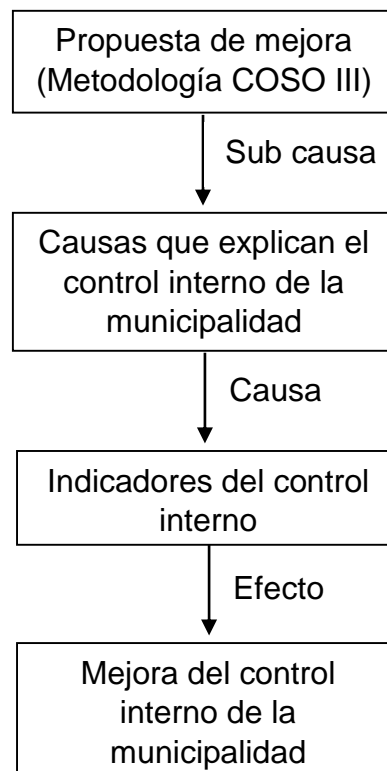 Propuesta de mejora
(Metodología COSO III)
Sub causa
Causas que explican el
control interno de la
municipalidad
Causa
Indicadores del control
interno
Efecto
Mejora del control
interno de la
municipalidad